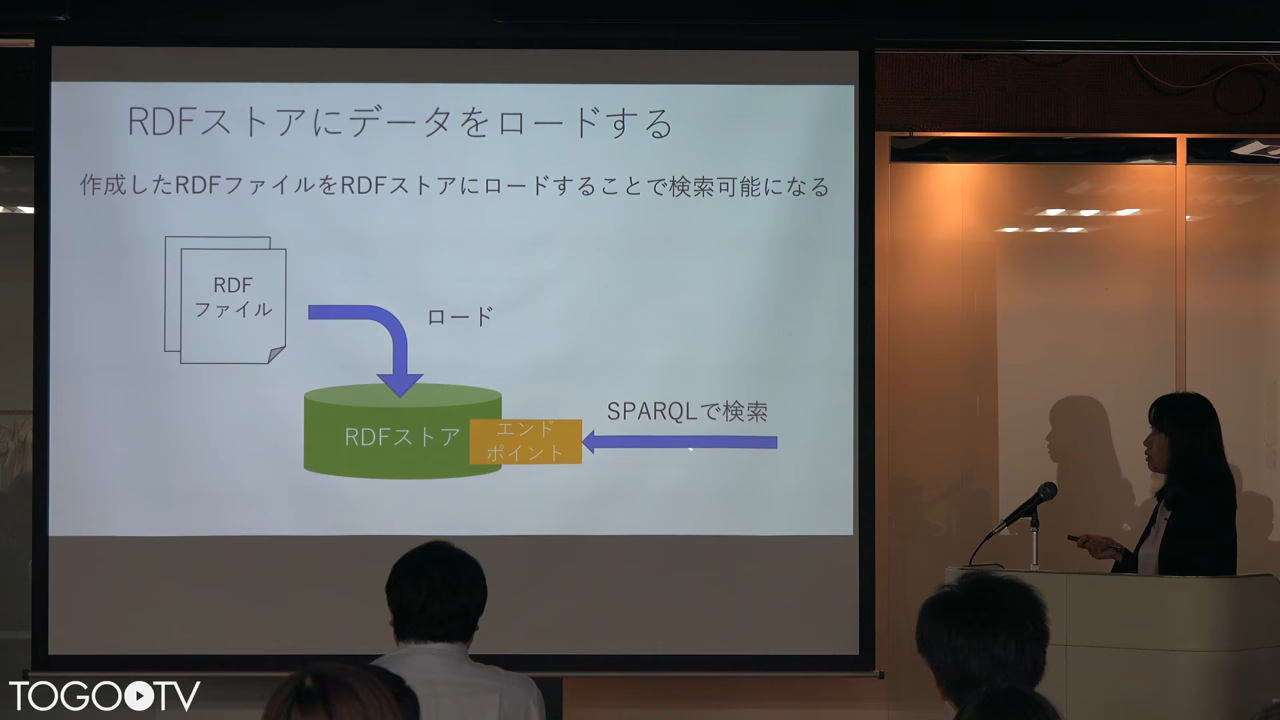 RDFストアにデータをロードする
作成したRDFファイルをRDFストアにロードすることで検索可能になる
RDF
ファイル
ロード
SPARQLで検索
RDFストア
エンド
ポイント
TOGOTV